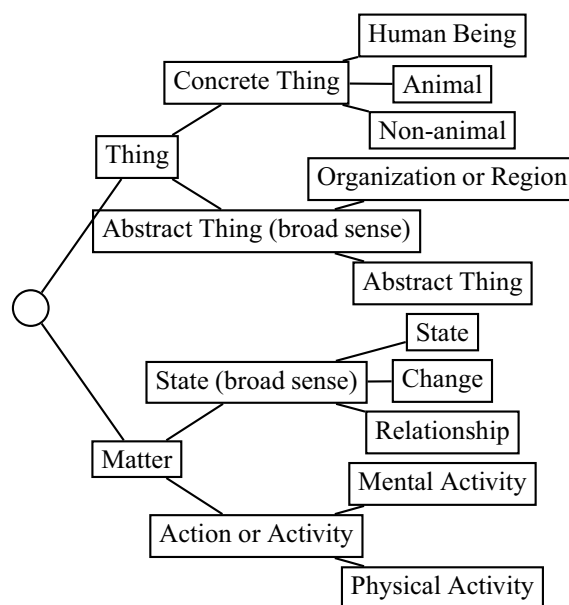 Human Being
Concrete Thing
Animal
Non-animal
Thing
Organization or Region
Abstract Thing (broad sense)
Abstract Thing
State
State (broad sense)
Change
Relationship
Matter
Mental Activity
Action or Activity
Physical Activity